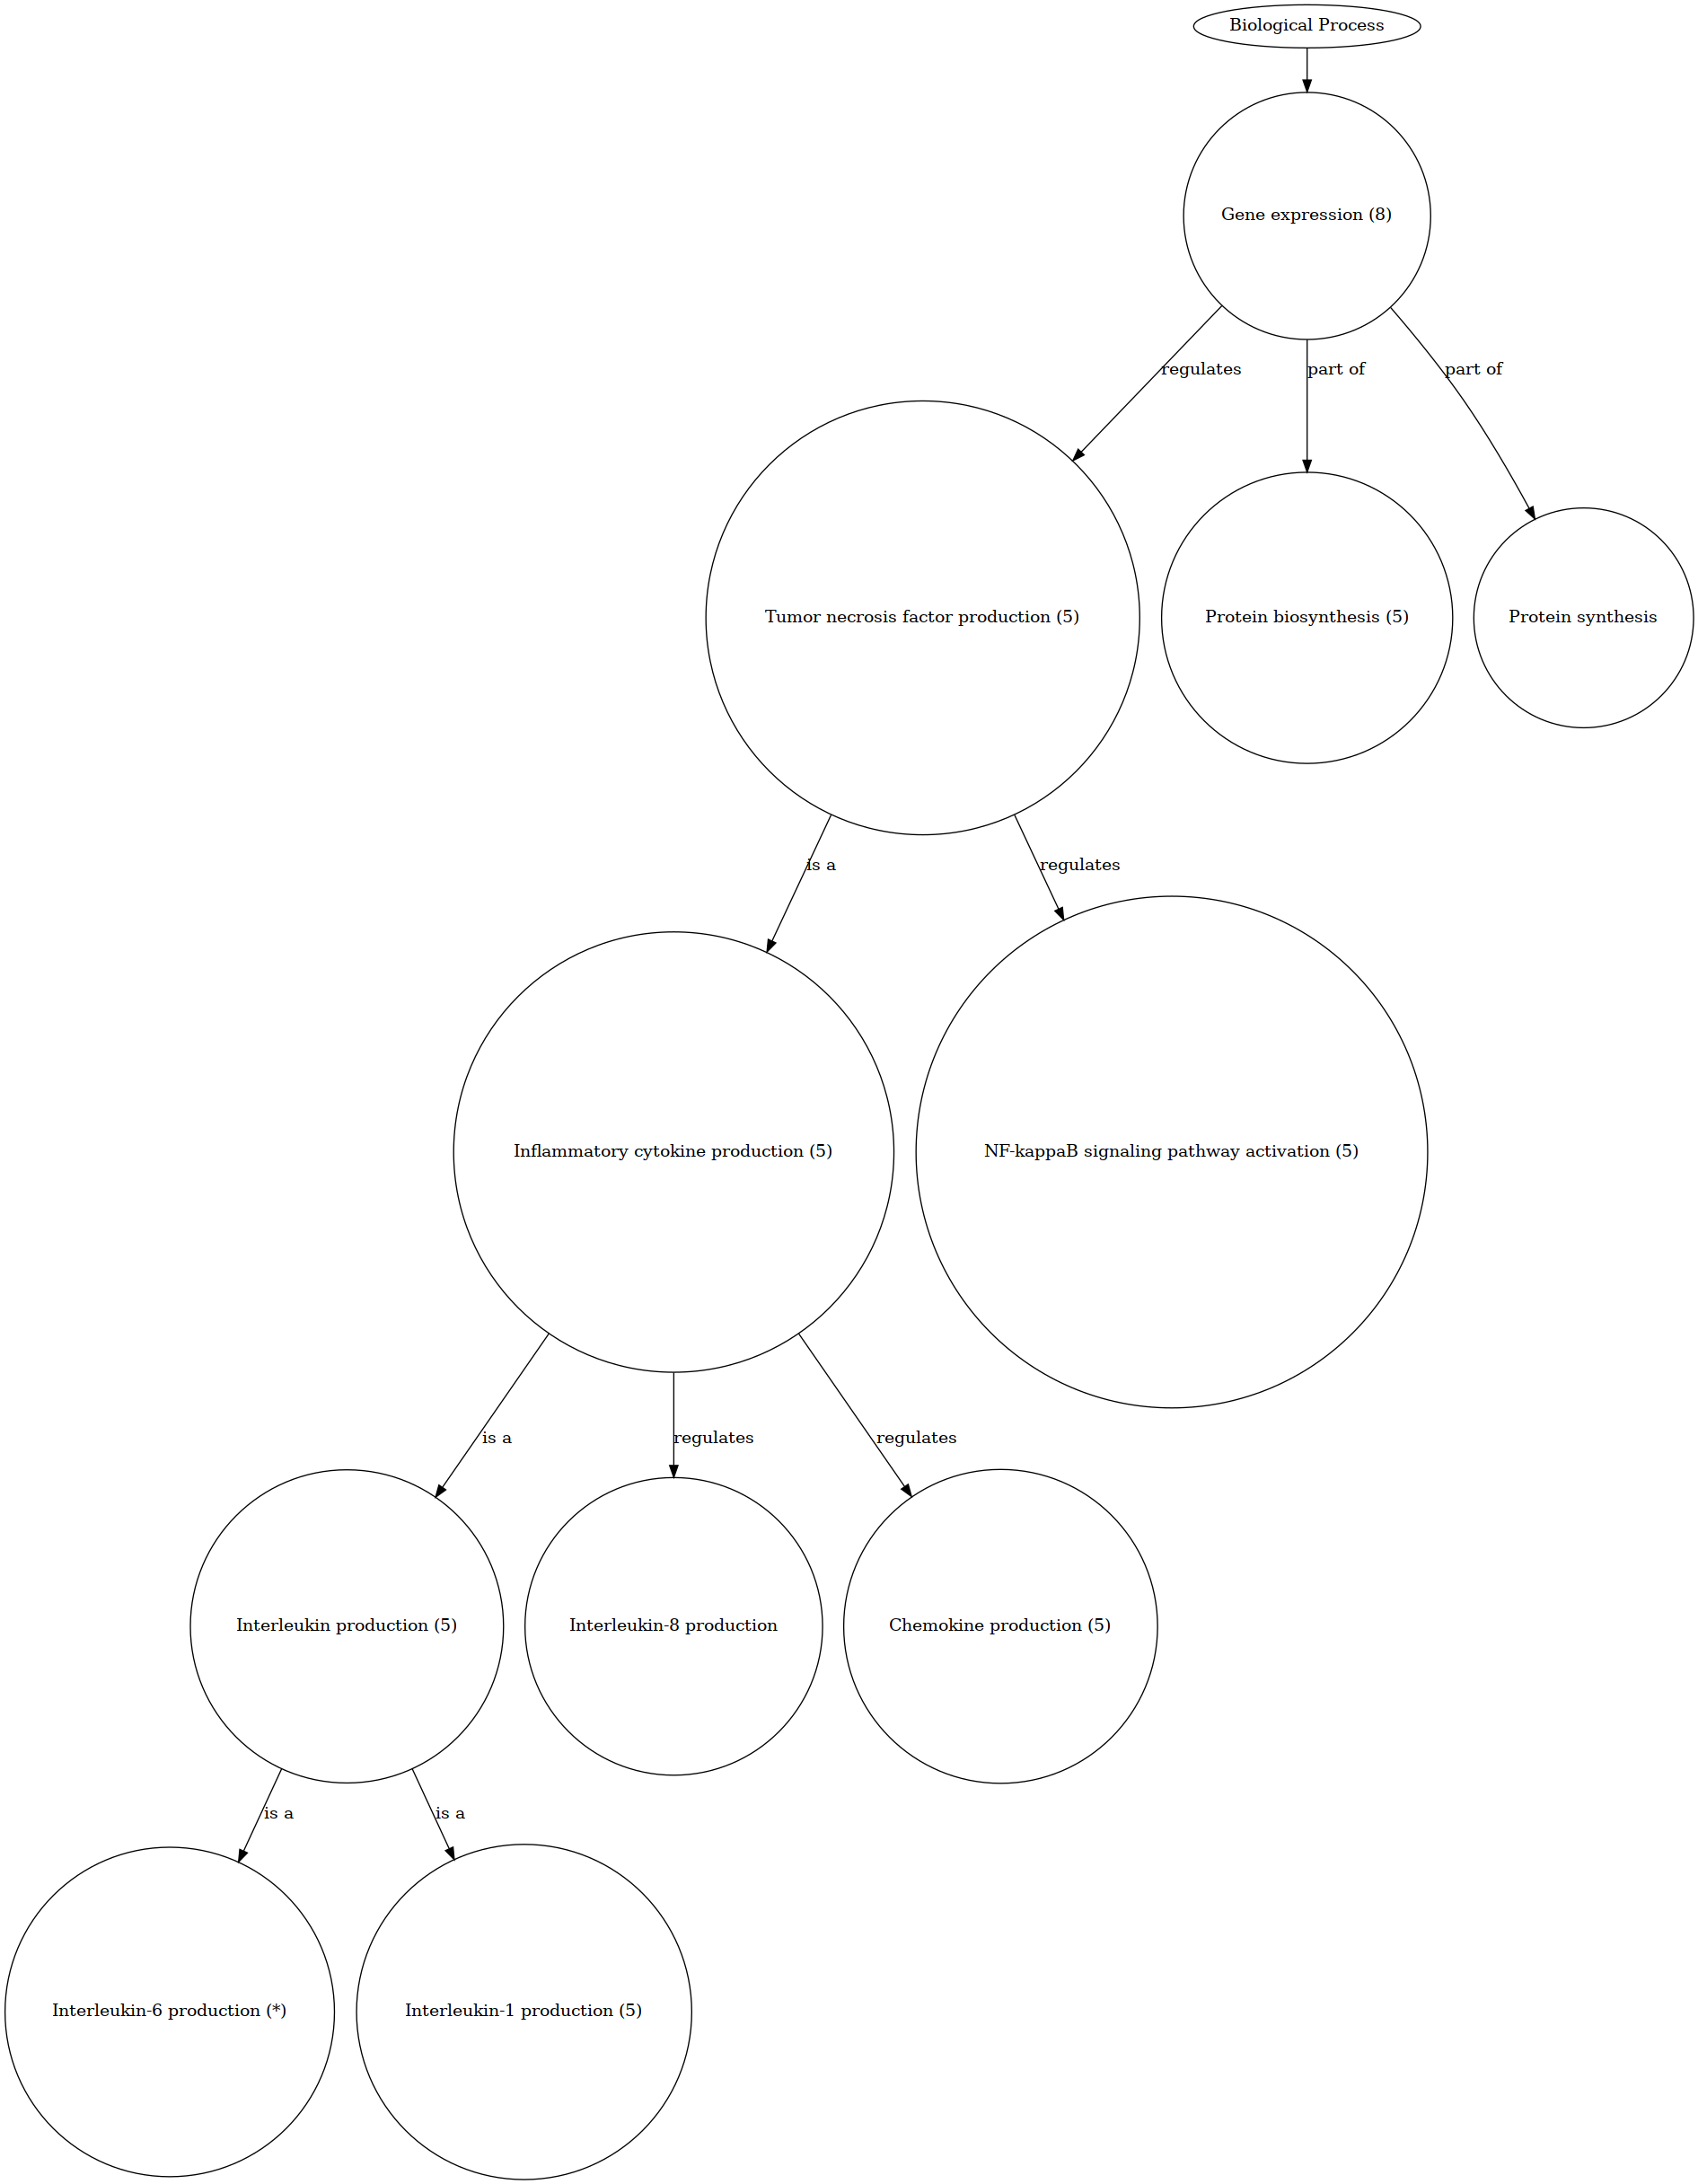 Biological Process
Gene expression (8)
regulates
part of
part of
Tumor necrosis factor production (5)
Protein biosynthesis (5)
Protein synthesis
is a
regulates
Inflammatory cytokine production (5)
NF-kappaB signaling pathway activation (5)
is a
regulates
regulates
Interleukin production (5)
Interleukin-8 production
Chemokine production (5)
is a
is a
Interleukin-6 production (*)
Interleukin-1 production (5)